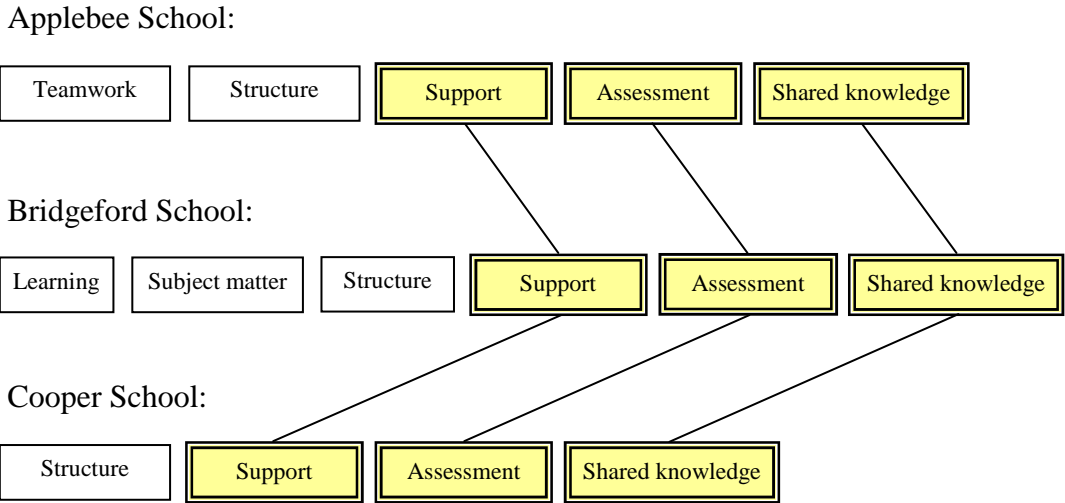 Applebee School:
Teamwork Structure Support Assessment Shared knowledge
Bridgeford School:
Learning Subject matter Structure Support Assessment Shared knowledge
Cooper School:
Structure Support Assessment Shared knowledge